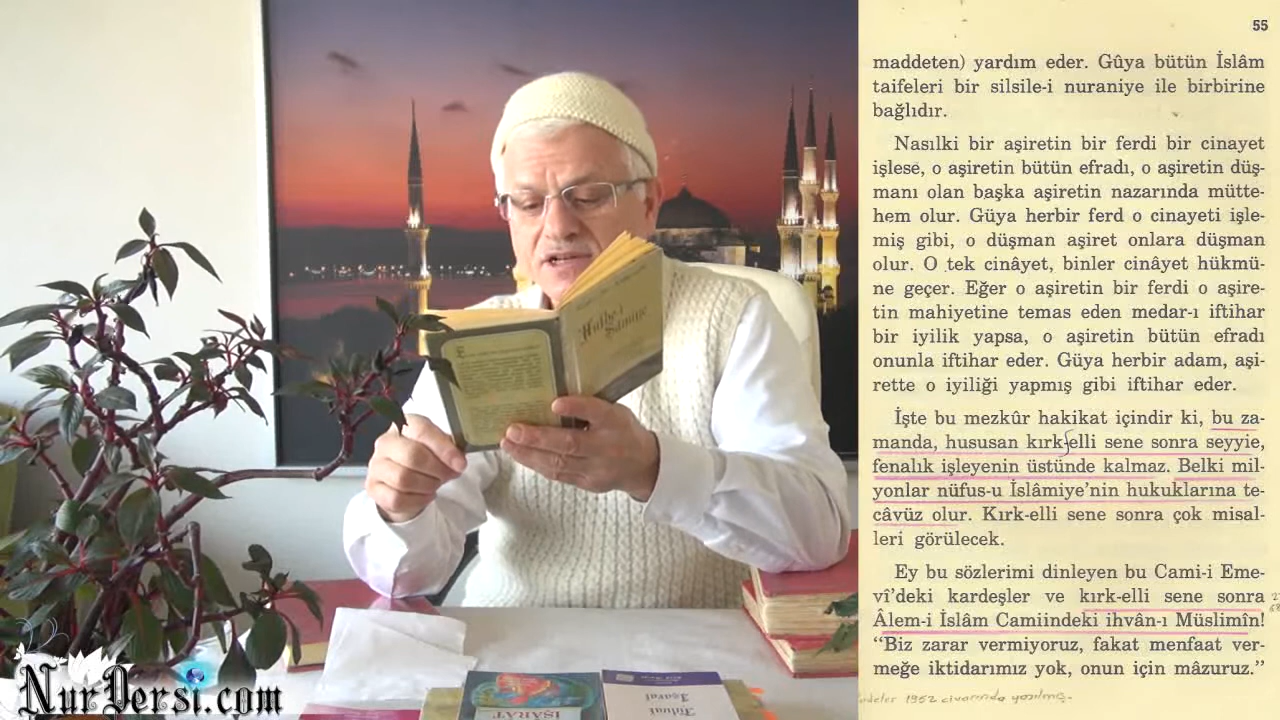 55
maddeten) yardım eder. Gûya bütün İslâm
taifeleri bir silsile-i nuraniye ile birbirine
bağlıdır.
Nasılki bir aşiretin bir ferdi bir cinayet
işlese, o aşiretin bütün efradı, o aşiretin düş-
manı olan başka aşiretin nazarında mütte-
hem olur. Güya herbir ferd o cinayeti işle-
miş gibi, o düşman aşiret onlara düşman
olur. O tek cinâyet, binler cinâyet hükmü-
ne geçer. Eğer o aşiretin bir ferdi o aşire-
tin mahiyetine temas eden medar-ı iftihar
bir iyilik yapsa, o aşiretin bütün efradı
onunla iftihar eder. Güya herbir adam, aşi-
rette o iyiliği yapmış gibi iftihar eder.
İşte bu mezkûr hakikat içindir ki, bu za-
manda, hususan kırk elli sene sonra seyyie,
fenalık işleyenin üstünde kalmaz. Belki mil-
yonlar nüfus-u İslâmiye'nin hukuklarına te-
câvüz olur. Kırk-elli sene sonra çok misal-
leri görülecek.
Ey bu sözlerimi dinleyen bu Cami-i Eme-
vî'deki kardeşler ve kırk-elli sene sonra
Âlem-i İslâm Camiindeki ihvân-ı Müslimîn!
"Biz zarar vermiyoruz, fakat menfaat ver-
meğe iktidarımız yok, onun için mâzuruz."
1952 civarında yazılmış.
Hutbe-i
Şamiye
İŞARAT
NurDersi.com